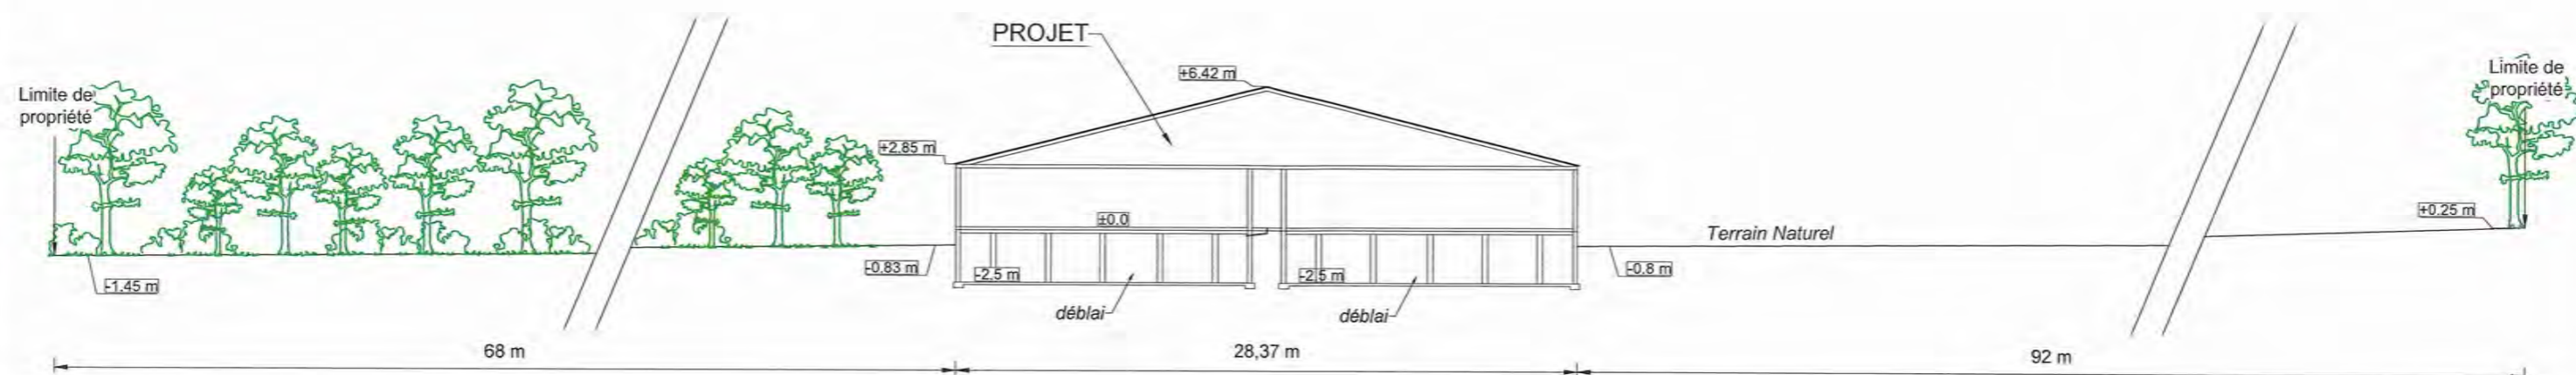 PROJET
+6.42 m
Limite de
propriété
Limite de
propriété
+2.85 m
±0.0
+0.25 m
Terrain Naturel
-0.83 m
-2.5 m
-2.5 m
-0.8 m
-1.45 m
déblai
déblai
68 m
28,37 m
92 m